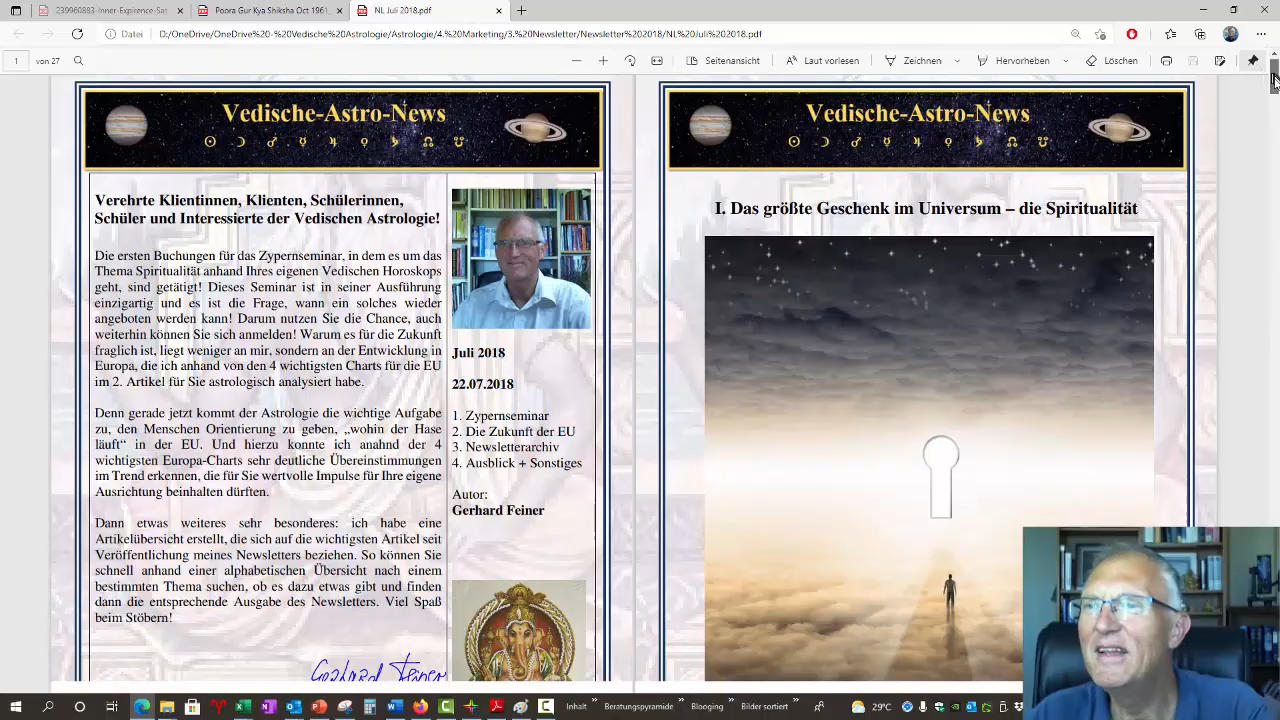 239960883-Inner-Experience-Sat
Poora Guy Kys Schnitt Oct 1961
NL Juli 2018.pdf
Datei
D:/OneDrive/OneDrive%20-%20Vedische%20Astrologie/Astrologie/4.%20Marketing/3.%20Newsletter/Newsletter%202018/NL%20Juli%2018.pdf
1 von 27
Seitenansicht
Laut vorlesen
Zeichnen
Hervorheben
Löschen
Vedische-Astro-News
Verehrte Klientinnen, Klienten, Schülerinnen,
Schüler und Interessierte der Vedischen Astrologie!
Die ersten Buchungen für das Zypernseminar, in dem es um das
Thema Spiritualität anhand Ihres eigenen Vedischen Horoskops
geht, sind getätigt! Dieses Seminar ist in seiner Ausführung
einzigartig und es ist die Frage, wann ein solches wieder
angeboten werden kann! Darum nutzen Sie die Chance, auch
weiterhin können Sie sich anmelden! Warum es für die Zukunft
fraglich ist, liegt weniger an mir, sondern an der Entwicklung in
Europa, die ich anhand von den 4 wichtigsten Charts für die EU
im 2. Artikel für Sie astrologisch analysiert habe.
Denn gerade jetzt kommt der Astrologie die wichtige Aufgabe
zu, den Menschen Orientierung zu geben, „wohin der Hase
läuft“ in der EU. Und hierzu konnte ich anahnd der 4
wichtigsten Europa-Charts sehr deutliche Übereinstimmungen
im Trend erkennen, die für Sie wertvolle Impulse für Ihre eigene
Ausrichtung beinhalten dürften.
Dann etwas weiteres sehr besonderes: ich habe eine
Artikelübersicht erstellt, die sich auf die wichtigsten Artikel seit
Veröffentlichung meines Newsletters beziehen. So können Sie
schnell anhand einer alphabetischen Übersicht nach einem
bestimmten Thema suchen, ob es dazu etwas gibt und finden
dann die entsprechende Ausgabe des Newsletters. Viel Spaß
beim Stöbern!
Gerhard Feiner
Juli 2018
22.07.2018
1. Zypernseminar
2. Die Zukunft der EU
3. Newsletterarchiv
4. Ausblick + Sonstiges
Autor:
Gerhard Feiner
Vedische-Astro-News
I. Das größte Geschenk im Universum – die Spiritualität
Inhalt
Beratungspyramide
Blooging
Bilder sortiert
29°C